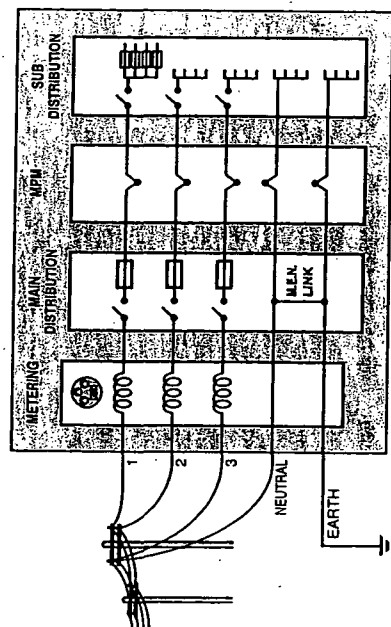 METERING
MAIN
DISTRIBUTION
MPM
SUB
DISTRIBUTION
1
2
3
NEUTRAL
EARTH
M.E.N.
LINK